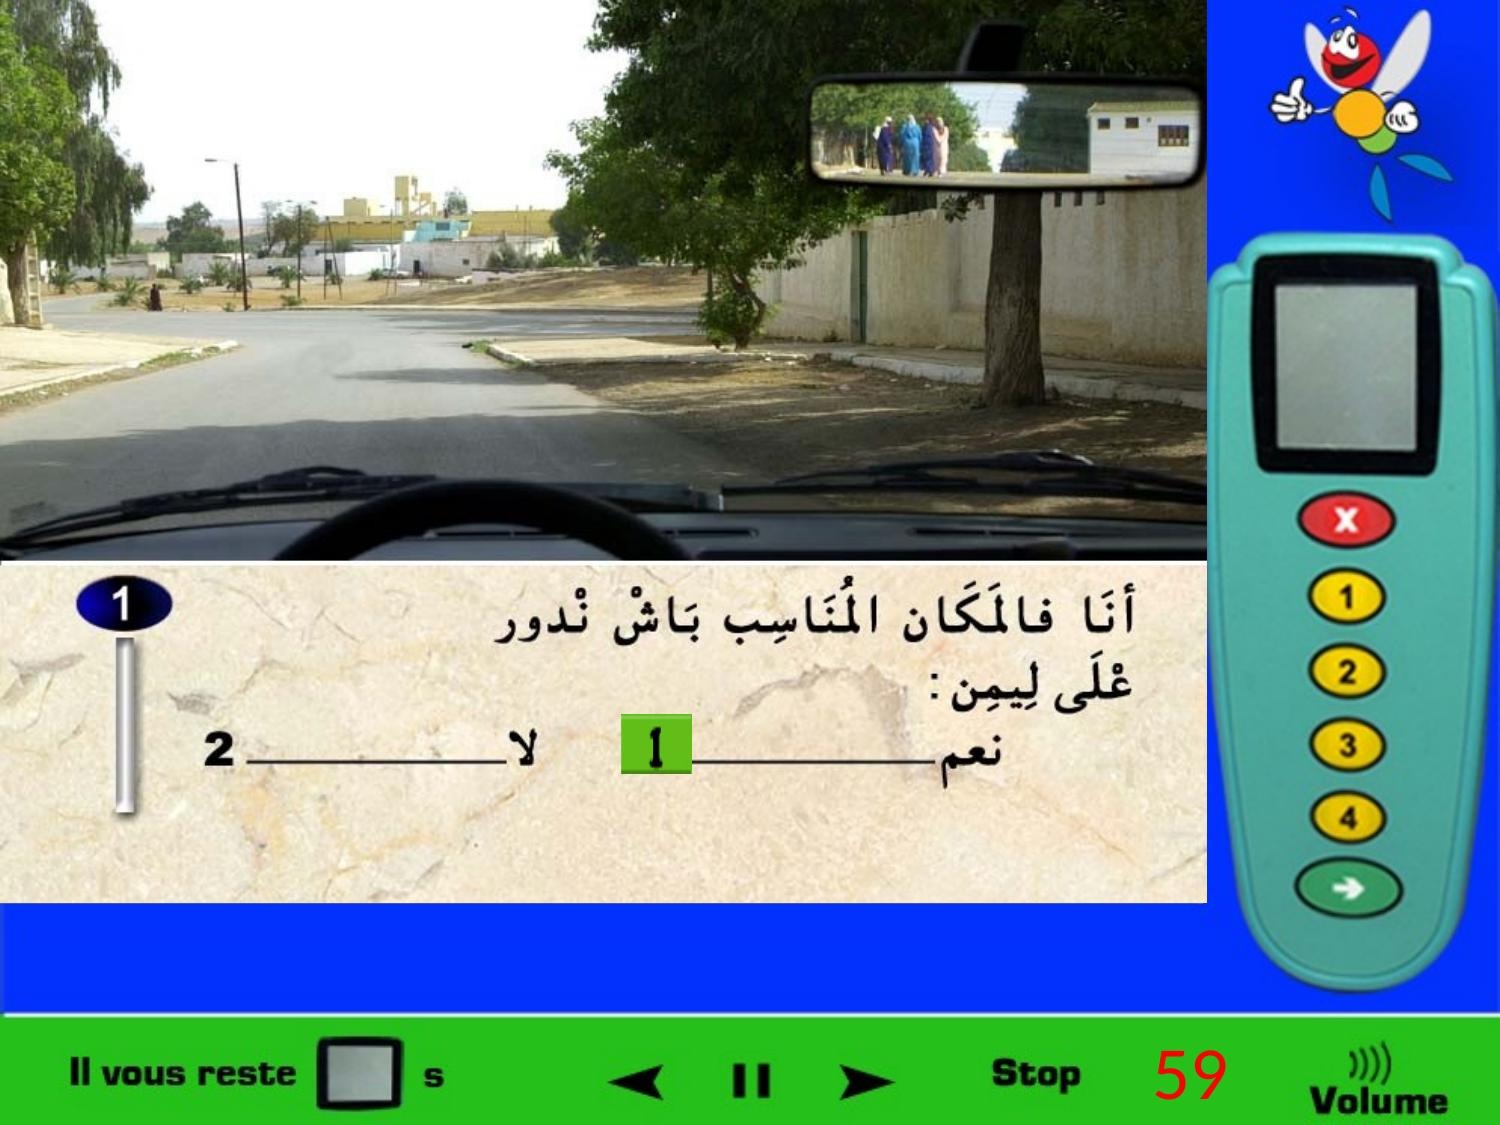 1
أنَا فالمَكَان المُنَاسِب بَاشْ نْدور
عْلَى لِيمِن:
نعم 1 لا 2
X
1
2
3
4
Il vous reste s Stop 59 Volume